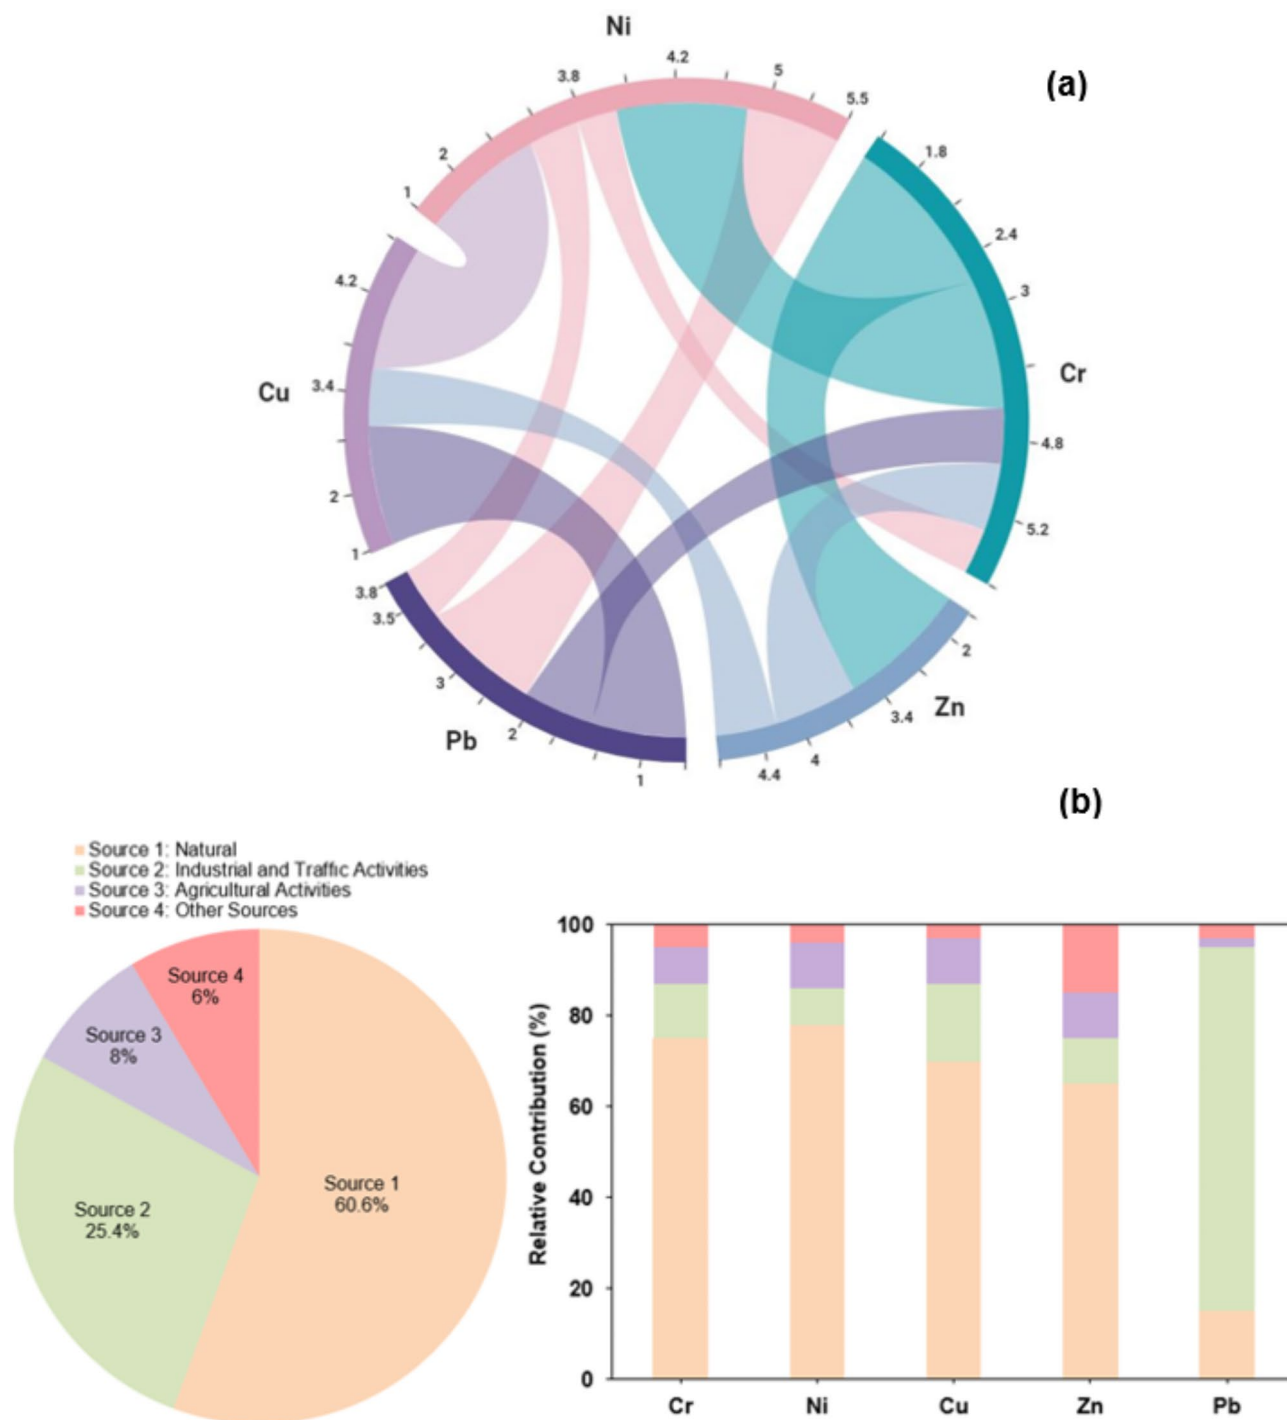 (a)
Ni
1
2
3.8
4.2
5
5.5
Cr
1.8
2.4
3
4.8
5.2
Zn
2
3.4
4
4.4
Pb
1
2
3
3.5
3.8
Cu
1
2
3.4
4.2
(b)
Source 1: Natural
Source 2: Industrial and Traffic Activities
Source 3: Agricultural Activities
Source 4: Other Sources
Source 4
6%
Source 3
8%
Source 1
60.6%
Source 2
25.4%
Relative Contribution (%)
100
80
60
40
20
0
Cr Ni Cu Zn Pb